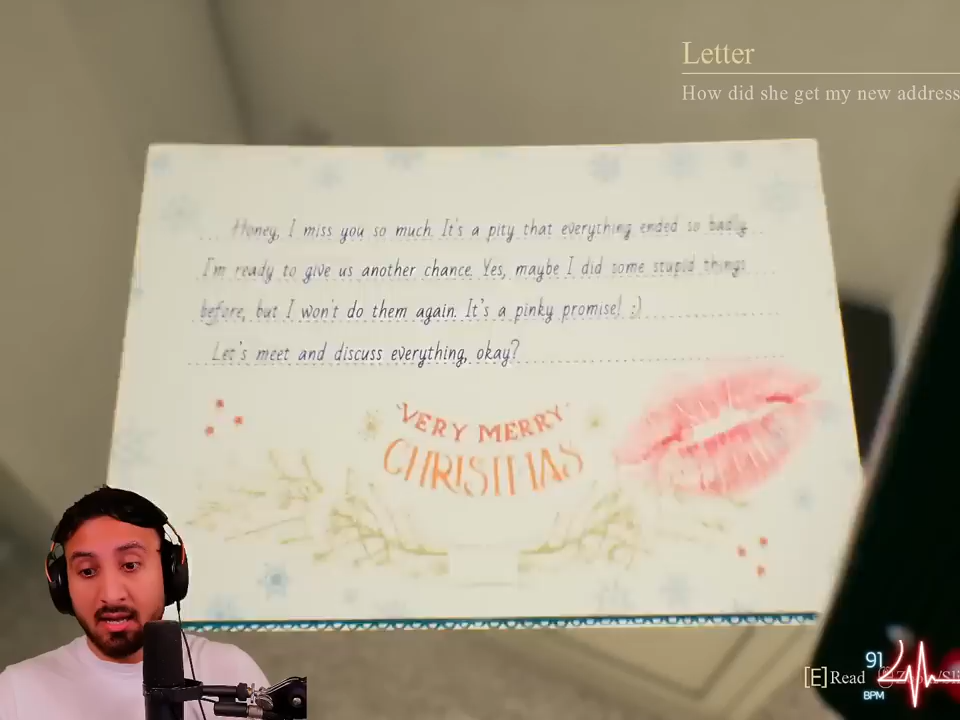 Letter
How did she get my new address
Honey, I miss you so much. It's a pity that everything ended so badly
I'm ready to give us another chance. Yes, maybe I did some stupid things
before, but I won't do them again. It's a pinky promise! :)
Let's meet and discuss everything, okay?
VERY MERRY
CHRISTMAS
91
BPM
[E]Read